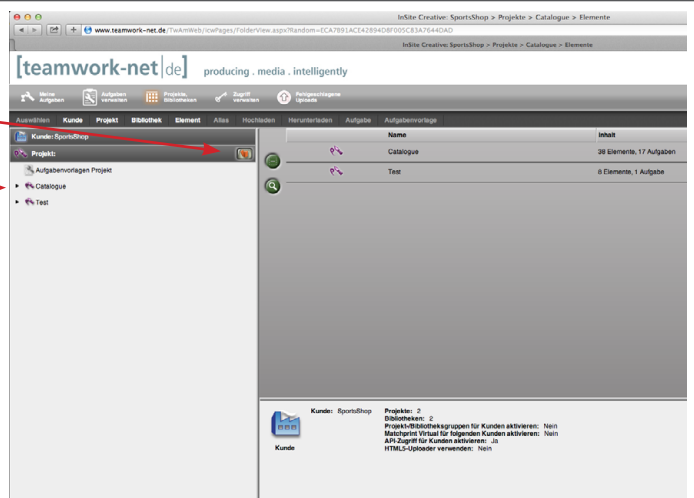 InSite Creative: SportsShop > Projekte > Catalogue > Elemente
www.teamwork-net.de/TwAmWeb/icwPages/FolderView.aspx?Random=ECA7B91ACE42894D8F005CB3A7644DAD
InSite Creative: SportsShop > Projekte > Catalogue > Elemente
[teamwork-net|de] producing . media . intelligently
Meine Aufgaben
Aufgaben verwalten
Projekte, Bibliotheken
Zugriff verwalten
Fehlgeschlagene Uploads
Auswählen Kunde Projekt Bibliothek Element Alias Hochladen Herunterladen Aufgabe Aufgabenvorlage
Kunde: SportsShop
Projekt:
Aufgabenvorlagen Projekt
Catalogue
Test
Name Inhalt
Catalogue 38 Elemente, 17 Aufgaben
Test 8 Elemente, 1 Aufgabe
Kunde
Kunde: SportsShop
Projekte: 2
Bibliotheken: 2
Projekt-/Bibliotheksgruppen für Kunden aktivieren: Nein
Matchprint Virtual für folgenden Kunden aktivieren: Nein
API-Zugriff für Kunden aktivieren: Ja
HTML5-Uploader verwenden: Nein